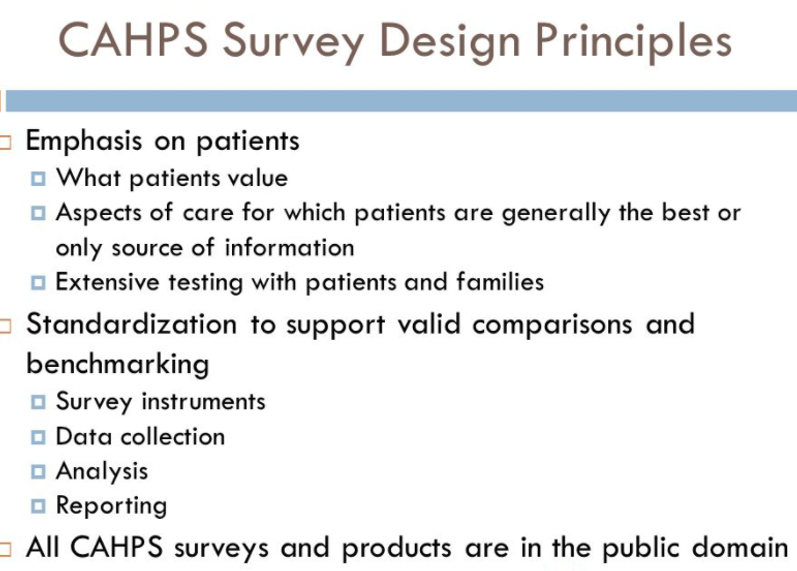 CAHPS Survey Design Principles
Emphasis on patients
What patients value
Aspects of care for which patients are generally the best or
only source of information
Extensive testing with patients and families
Standardization to support valid comparisons and
benchmarking
Survey instruments
Data collection
Analysis
Reporting
All CAHPS surveys and products are in the public domain